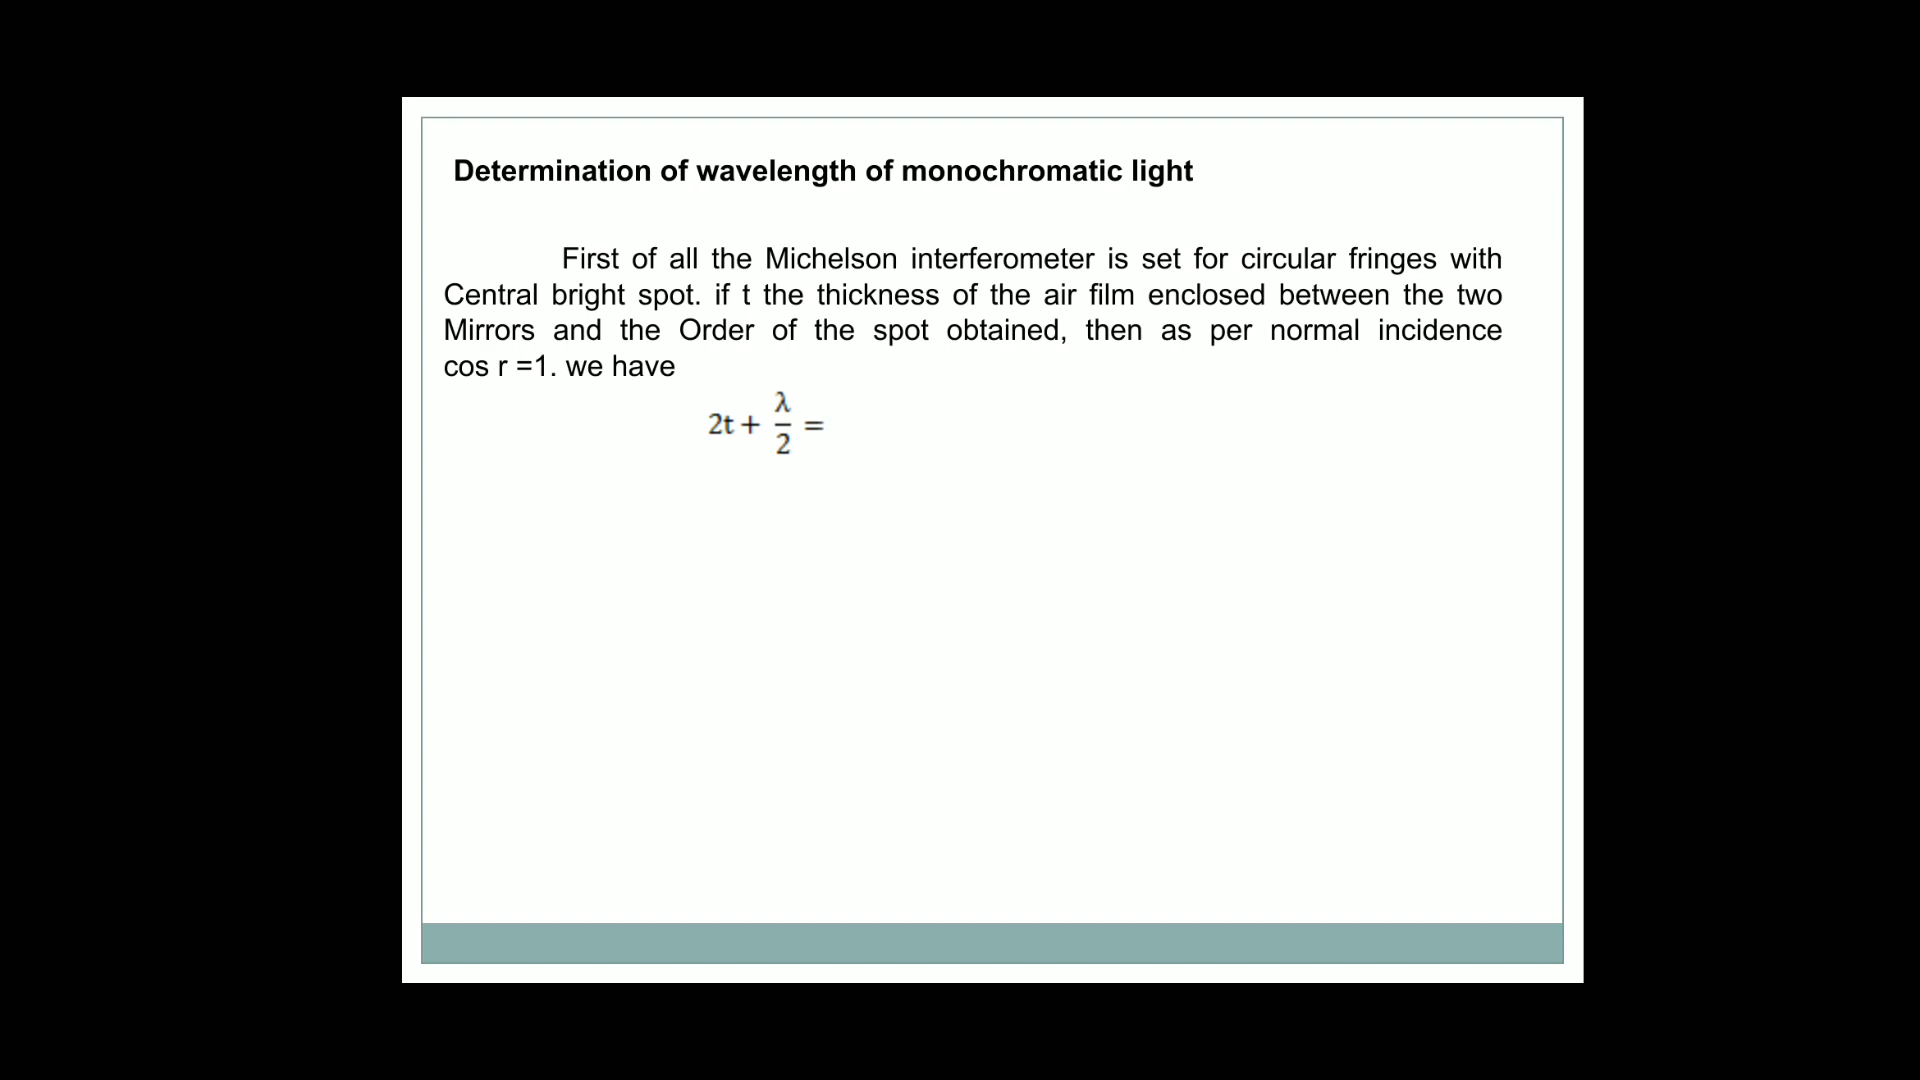 Determination of wavelength of monochromatic light
First of all the Michelson interferometer is set for circular fringes with
Central bright spot. if t the thickness of the air film enclosed between the two
Mirrors and the Order of the spot obtained, then as per normal incidence
cos r =1. we have
2t + λ/2 =